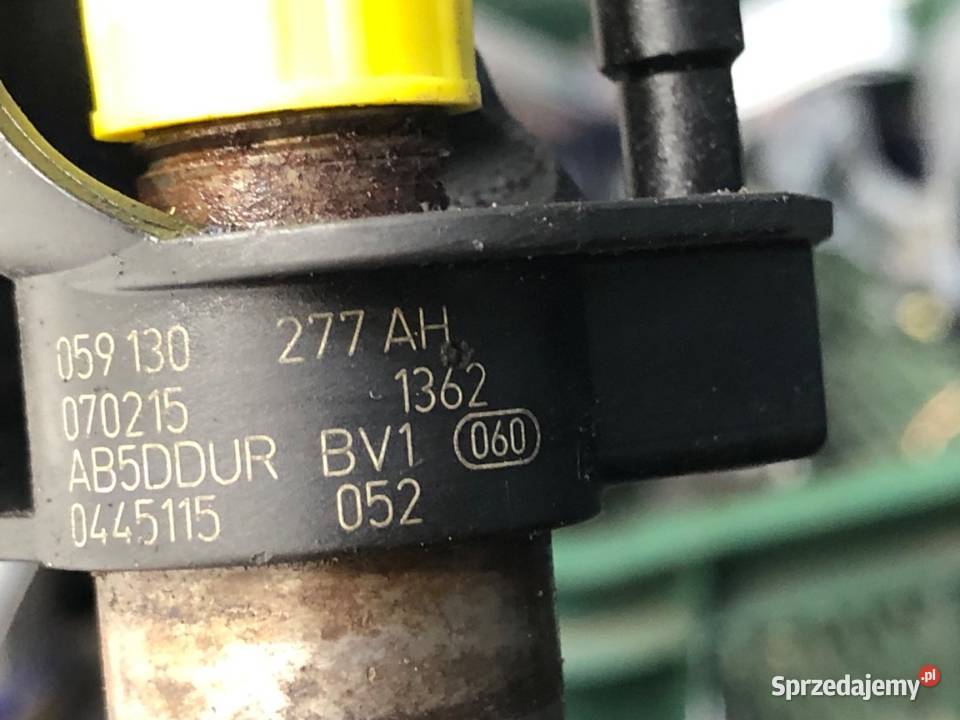 059 130 277 AH
070215 1362
AB5DDUR BV1 060
0445115 052
Sprzedajemy.pl